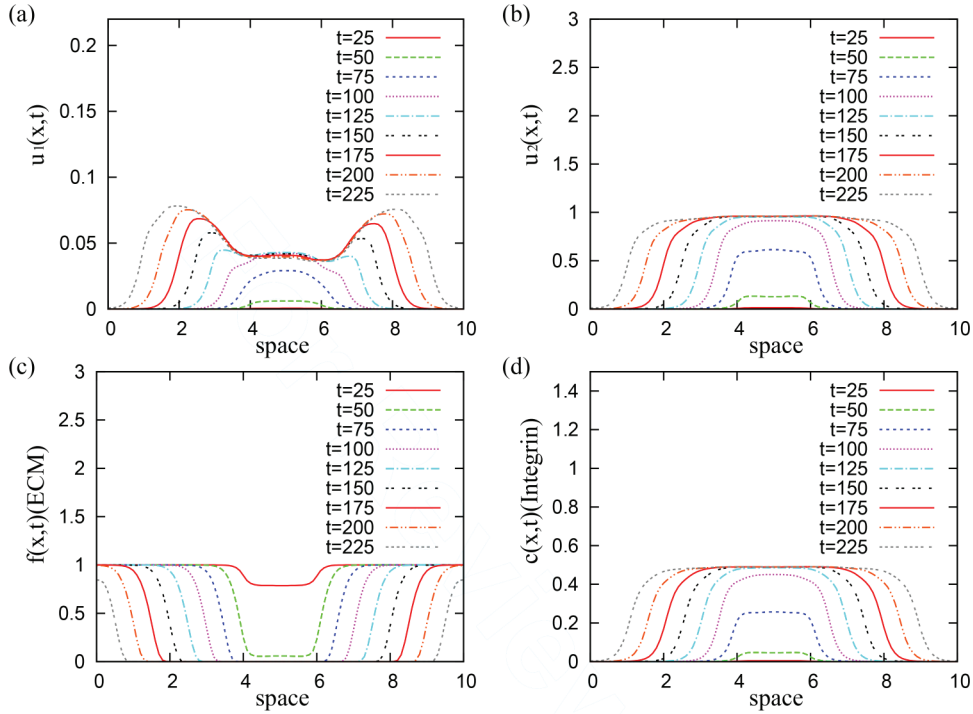 (a)
0.2
0.15
0.1
0.05
0
u₁(x,t)
t=25
t=50
t=75
t=100
t=125
t=150
t=175
t=200
t=225
0 2 4 6 8 10
space
(b)
3
2.5
2
1.5
1
0.5
0
u₂(x,t)
t=25
t=50
t=75
t=100
t=125
t=150
t=175
t=200
t=225
0 2 4 6 8 10
space
(c)
3
2.5
2
1.5
1
0.5
0
f(x,t)(ECM)
t=25
t=50
t=75
t=100
t=125
t=150
t=175
t=200
t=225
0 2 4 6 8 10
space
(d)
1.4
1.2
1
0.8
0.6
0.4
0.2
0
c(x,t)(Integrin)
t=25
t=50
t=75
t=100
t=125
t=150
t=175
t=200
t=225
0 2 4 6 8 10
space